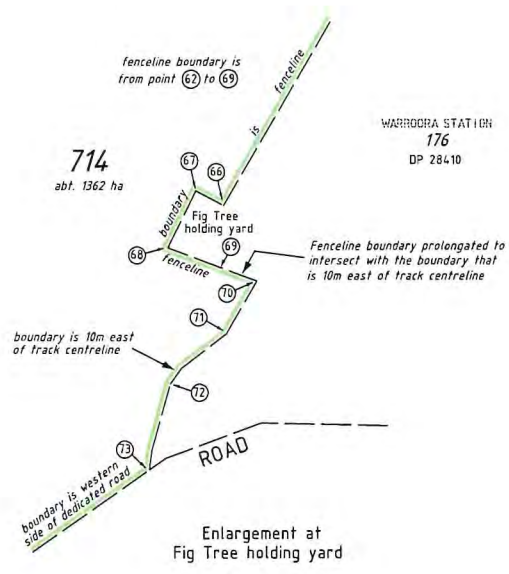 fenceline boundary is
from point 62 to 69
is fenceline
WARROORA STATION
176
DP 28410
714
abt. 1362 ha
67
66
boundary
Fig Tree
holding yard
68
fenceline
69
Fenceline boundary prolongated to
intersect with the boundary that
is 10m east of track centreline
70
71
boundary is 10m east
of track centreline
72
73
ROAD
boundary is western
side of dedicated road
Enlargement at
Fig Tree holding yard